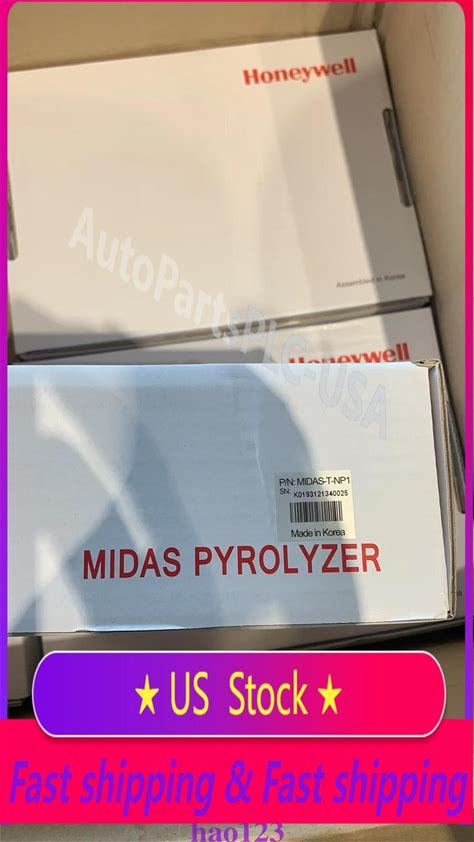 Honeywell
AutoPartsPLC-USA
Assembled in Korea
Honeywell
P/N: MIDAS-T-NP1
SN: K0193121340025
Made in Korea
MIDAS PYROLYZER
★ US Stock ★
Fast shipping & Fast shipping
hao123